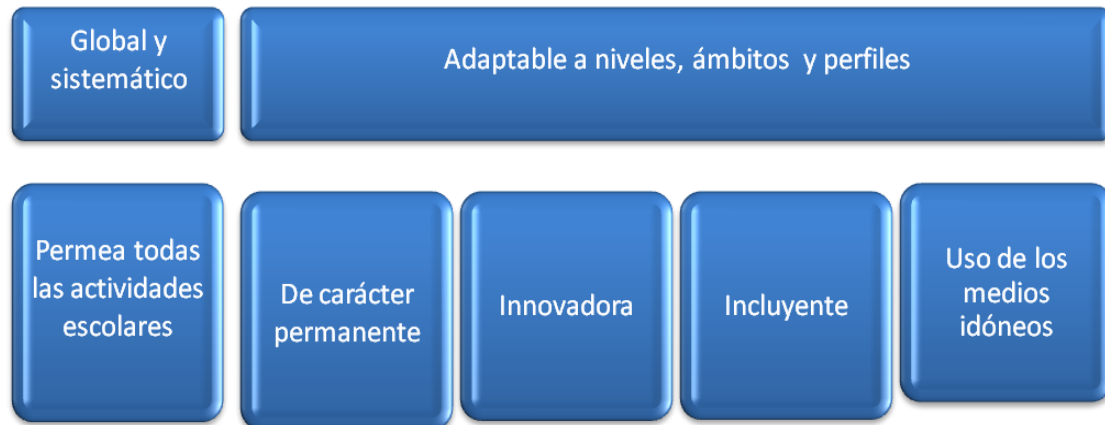 Global y
sistemático
Adaptable a niveles, ámbitos y perfiles
Permea todas
las actividades
escolares
De carácter
permanente
Innovadora
Incluyente
Uso de los
medios
idóneos